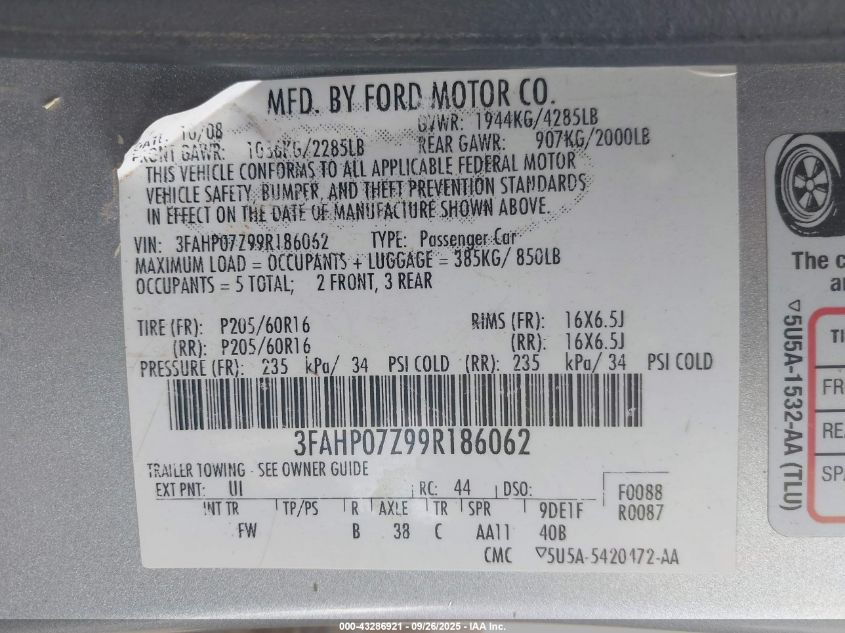 MFD. BY FORD MOTOR CO.
DATE: 10/08 GVWR: 1944KG/4285LB
FRONT GAWR: 1036KG/2285LB REAR GAWR: 907KG/2000LB
THIS VEHICLE CONFORMS TO ALL APPLICABLE FEDERAL MOTOR
VEHICLE SAFETY, BUMPER, AND THEFT PREVENTION STANDARDS
IN EFFECT ON THE DATE OF MANUFACTURE SHOWN ABOVE.
VIN: 3FAHP07Z99R186062 TYPE: Passenger Car
MAXIMUM LOAD = OCCUPANTS + LUGGAGE = 385KG/ 850LB
OCCUPANTS = 5 TOTAL; 2 FRONT, 3 REAR
TIRE (FR): P205/60R16 RIMS (FR): 16X6.5J
(RR): P205/60R16 (RR): 16X6.5J
PRESSURE (FR): 235 kPa/ 34 PSI COLD (RR): 235 kPa/ 34 PSI COLD
3FAHP07Z99R186062
TRAILER TOWING - SEE OWNER GUIDE
EXT PNT: UI RC: 44 DSO: F0088
INT TR TP/PS R AXLE TR SPR 9DE1F R0087
FW B 38 C AA11 40B
CMC ▽5U5A-5420472-AA
The c
an
▽5U5A-1532-AA (TLU)
TI
FR
RE
SPA
000-43286921 - 09/26/2025 - IAA Inc.